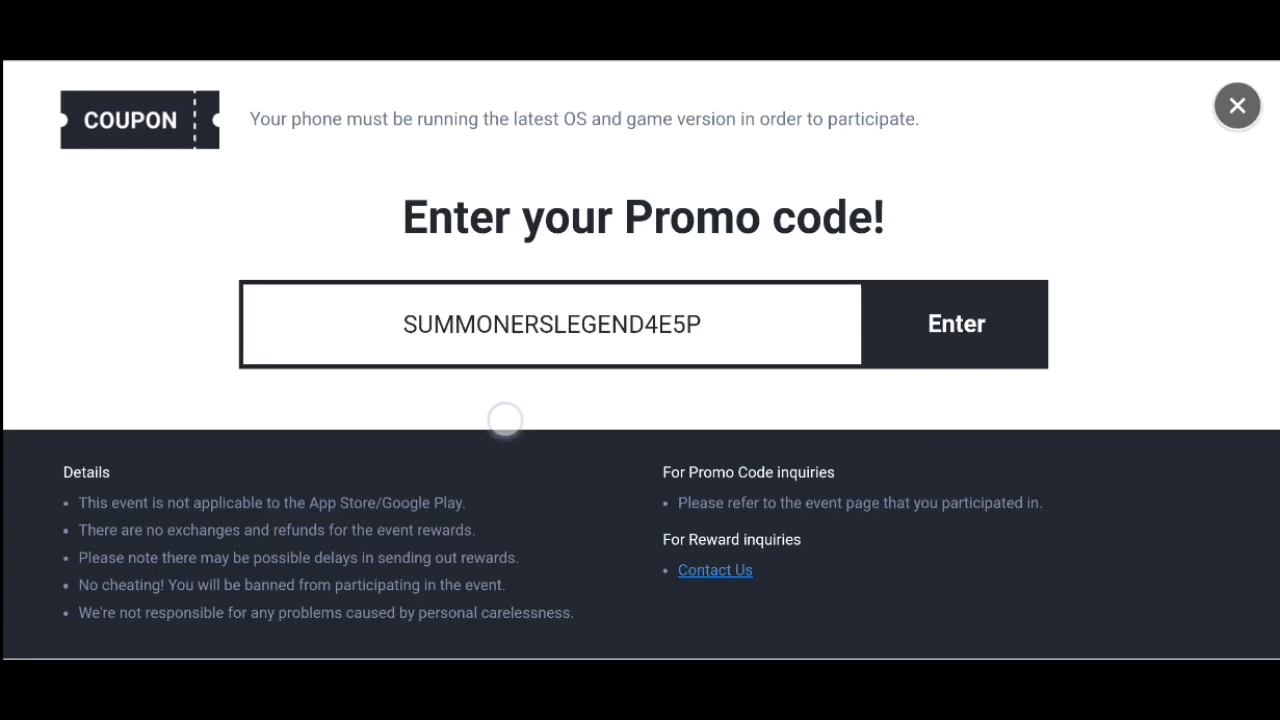 COUPON
Your phone must be running the latest OS and game version in order to participate.
Enter your Promo code!
SUMMONERSLEGEND4E5P
Enter
Details
• This event is not applicable to the App Store/Google Play.
• There are no exchanges and refunds for the event rewards.
• Please note there may be possible delays in sending out rewards.
• No cheating! You will be banned from participating in the event.
• We're not responsible for any problems caused by personal carelessness.
For Promo Code inquiries
• Please refer to the event page that you participated in.
For Reward inquiries
• Contact Us